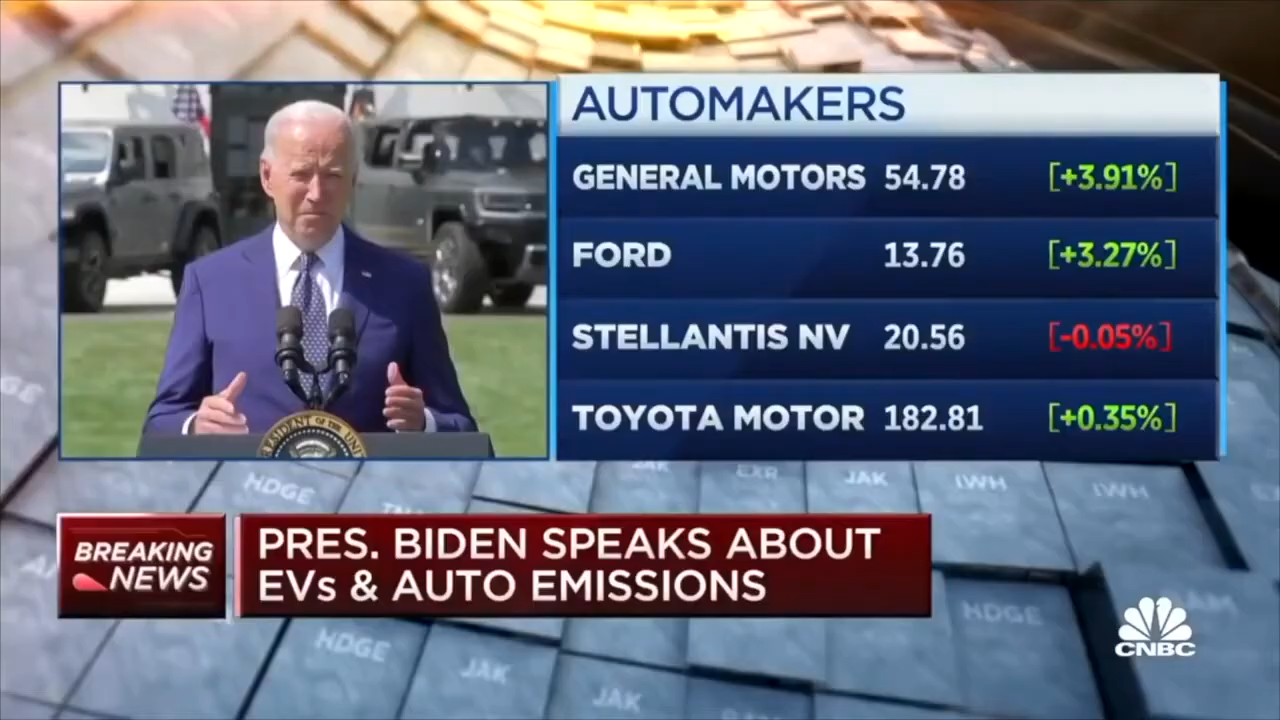 AUTOMAKERS
GENERAL MOTORS 54.78 [+3.91%]
FORD 13.76 [+3.27%]
STELLANTIS NV 20.56 [-0.05%]
TOYOTA MOTOR 182.81 [+0.35%]
HDGE
EXR
JAK
IWH
IWH
BREAKING
NEWS
PRES. BIDEN SPEAKS ABOUT
EVs & AUTO EMISSIONS
HDGE
HDGE
JAK
JAK
CNBC